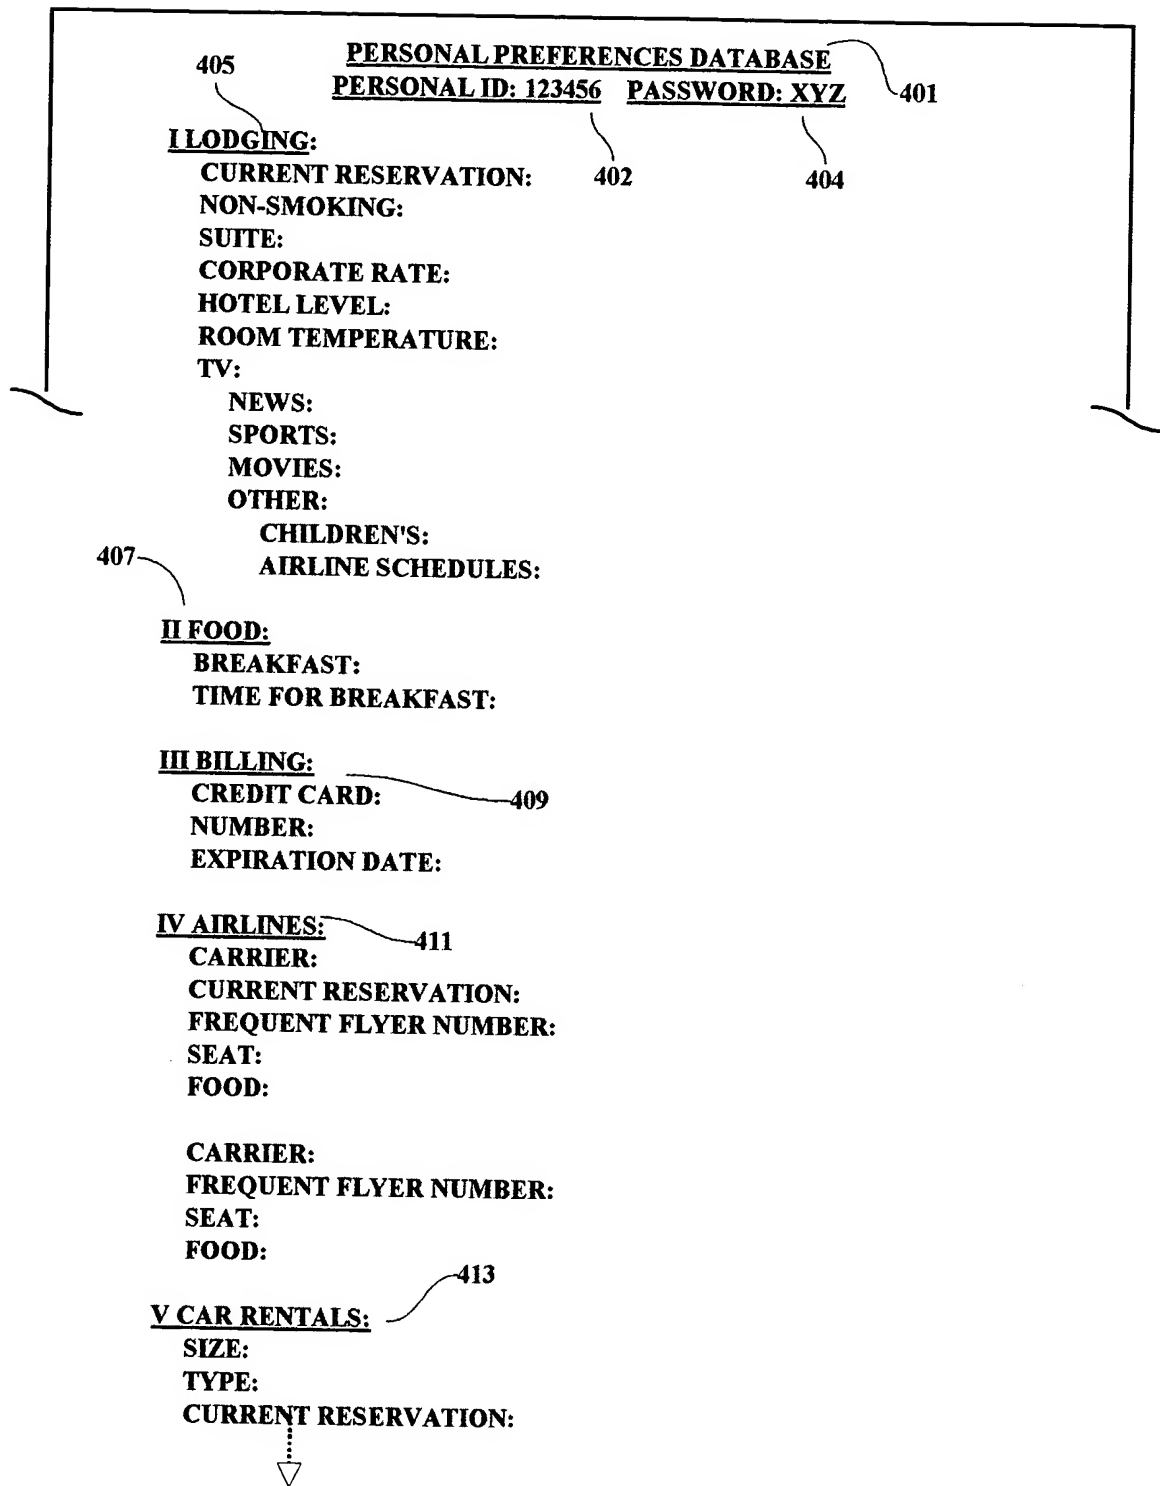 PERSONAL PREFERENCES DATABASE
405
401
PERSONAL ID: 123456 PASSWORD: XYZ
I LODGING:
402
404
CURRENT RESERVATION:
NON-SMOKING:
SUITE:
CORPORATE RATE:
HOTEL LEVEL:
ROOM TEMPERATURE:
TV:
NEWS:
SPORTS:
MOVIES:
OTHER:
CHILDREN'S:
407
AIRLINE SCHEDULES:
II FOOD:
BREAKFAST:
TIME FOR BREAKFAST:
III BILLING:
CREDIT CARD:
409
NUMBER:
EXPIRATION DATE:
IV AIRLINES:
411
CARRIER:
CURRENT RESERVATION:
FREQUENT FLYER NUMBER:
SEAT:
FOOD:
CARRIER:
FREQUENT FLYER NUMBER:
SEAT:
FOOD:
413
V CAR RENTALS:
SIZE:
TYPE:
CURRENT RESERVATION: